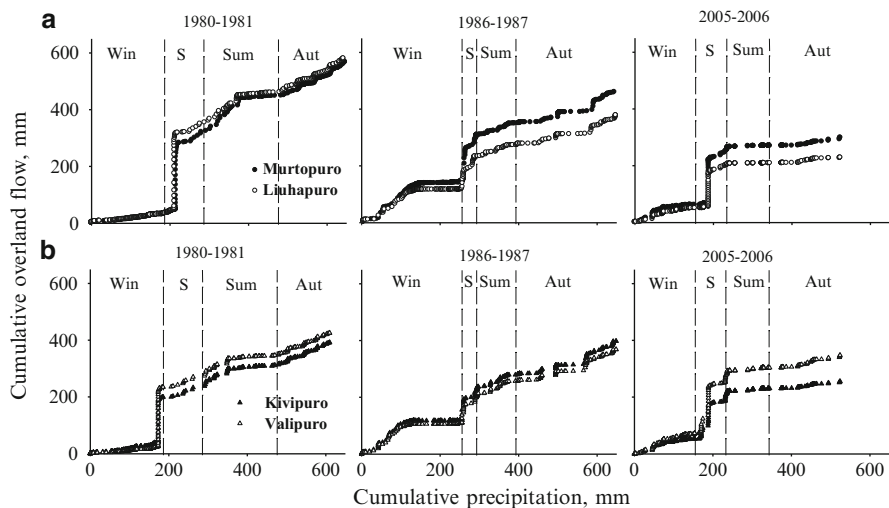 a
1980-1981
1986-1987
2005-2006
600
400
200
0
Win
S
Sum
Aut
Win
S
Sum
Aut
Win
S
Sum
Aut
Murtopuro
Liuhapuro
Cumulative overland flow, mm
b
1980-1981
1986-1987
2005-2006
600
400
200
0
Win
S
Sum
Aut
Win
S
Sum
Aut
Win
S
Sum
Aut
Kivipuro
Valipuro
0 200 400 600
0 200 400 600
0 200 400 600
Cumulative precipitation, mm